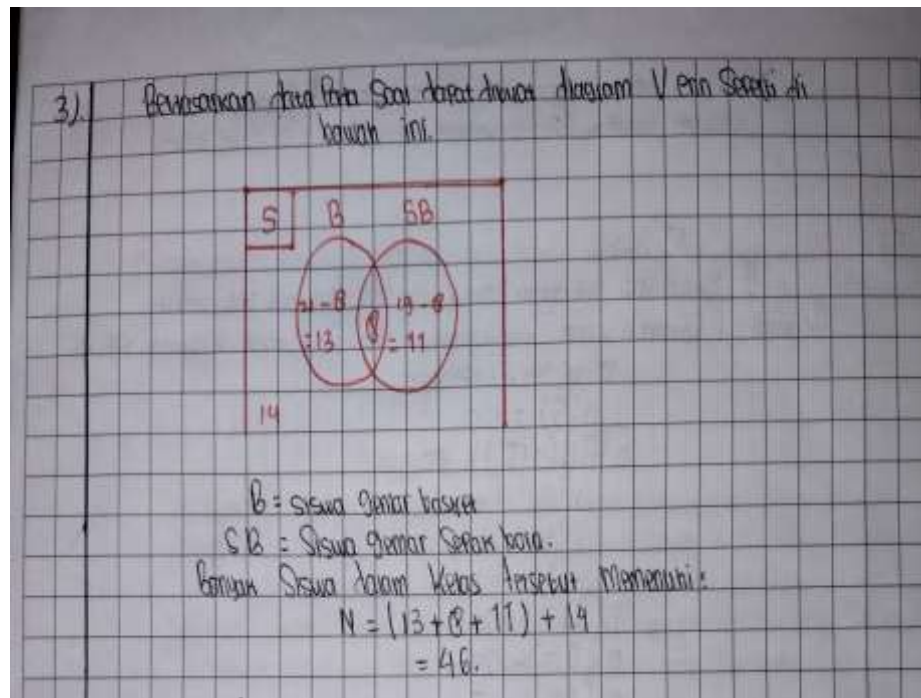 3). Berdasarkan data Pada Soal dapat dibuat diagram Venn Seperti di
bawah ini.
S B SB
21 - 8 19 - 8
= 13 8 = 11
14
B = siswa gemar basket
SB = Siswa gemar Sepak bola.
Banyak Siswa dalam Kelas tersebut Memenuhi :
N = (13 + 8 + 11) + 14
= 46.